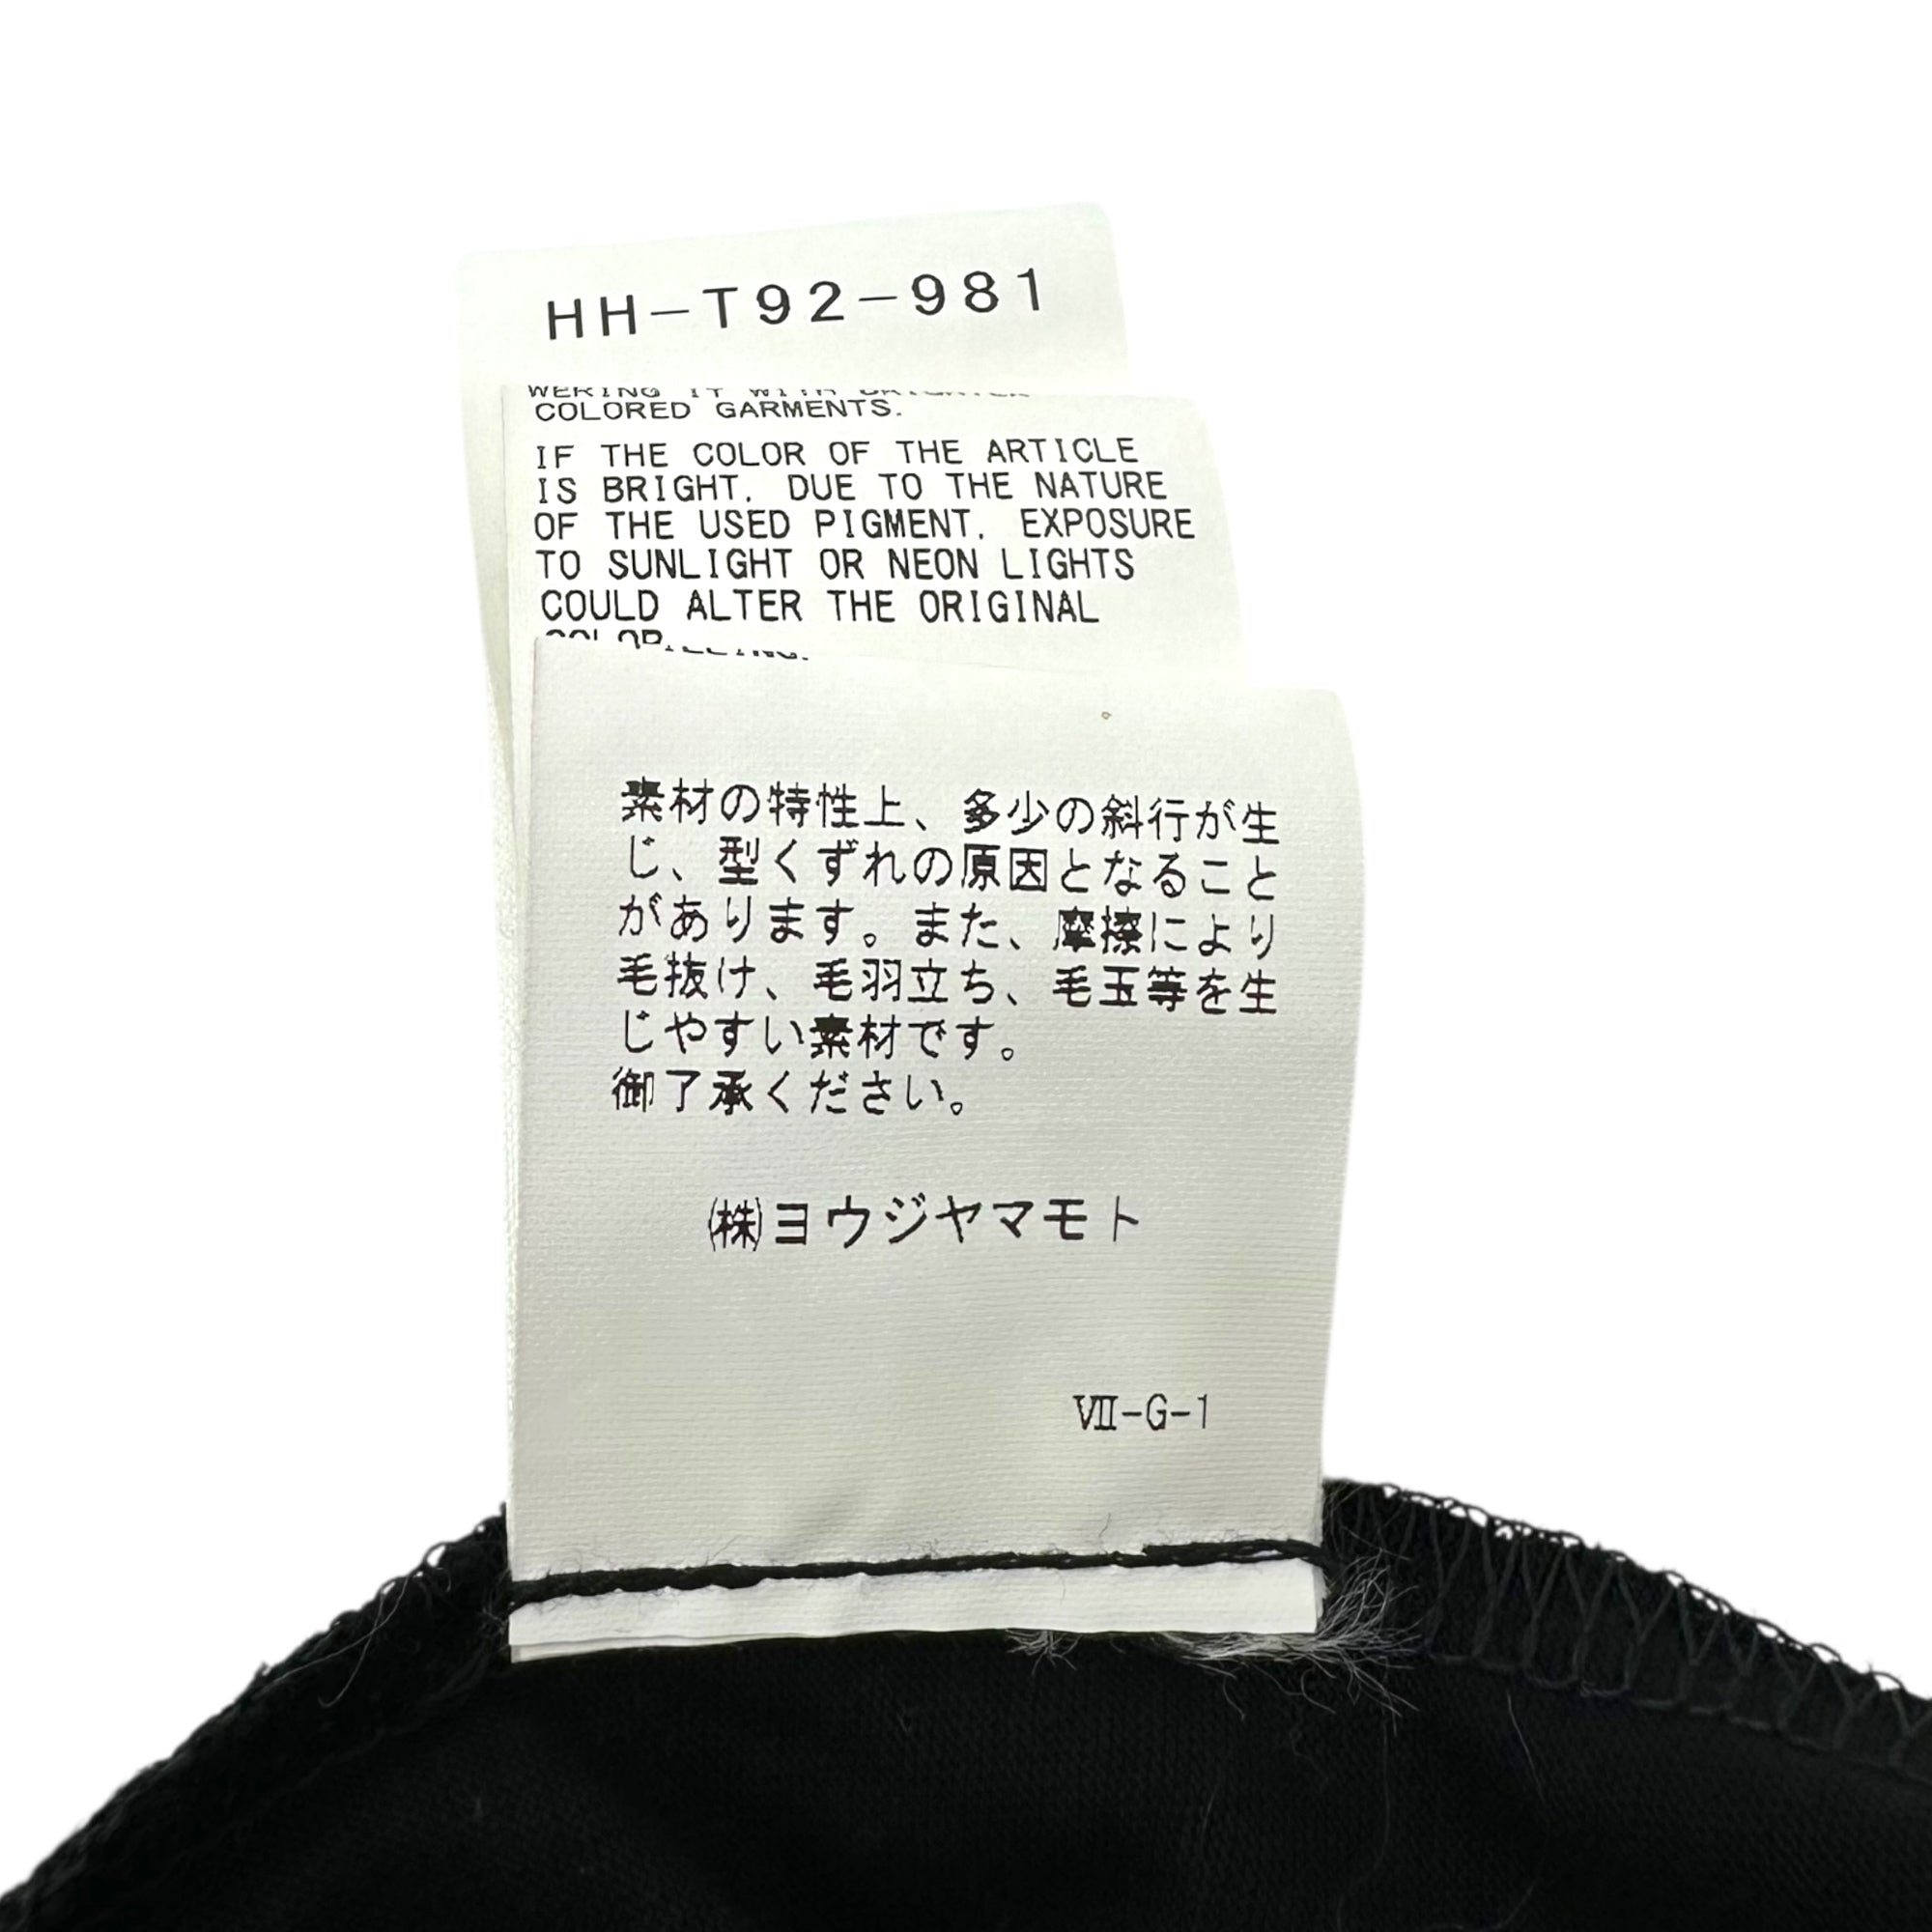 HH-T92-981
COLORED GARMENTS.
IF THE COLOR OF THE ARTICLE
IS BRIGHT. DUE TO THE NATURE
OF THE USED PIGMENT. EXPOSURE
TO SUNLIGHT OR NEON LIGHTS
COULD ALTER THE ORIGINAL
素材の特性上、多少の斜行が生
じ、型くずれの原因となること
があります。また、摩擦により
毛抜け、毛羽立ち、毛玉等を生
じやすい素材です。
御了承ください。
㈱ヨウジヤマモト
Ⅶ-G-1